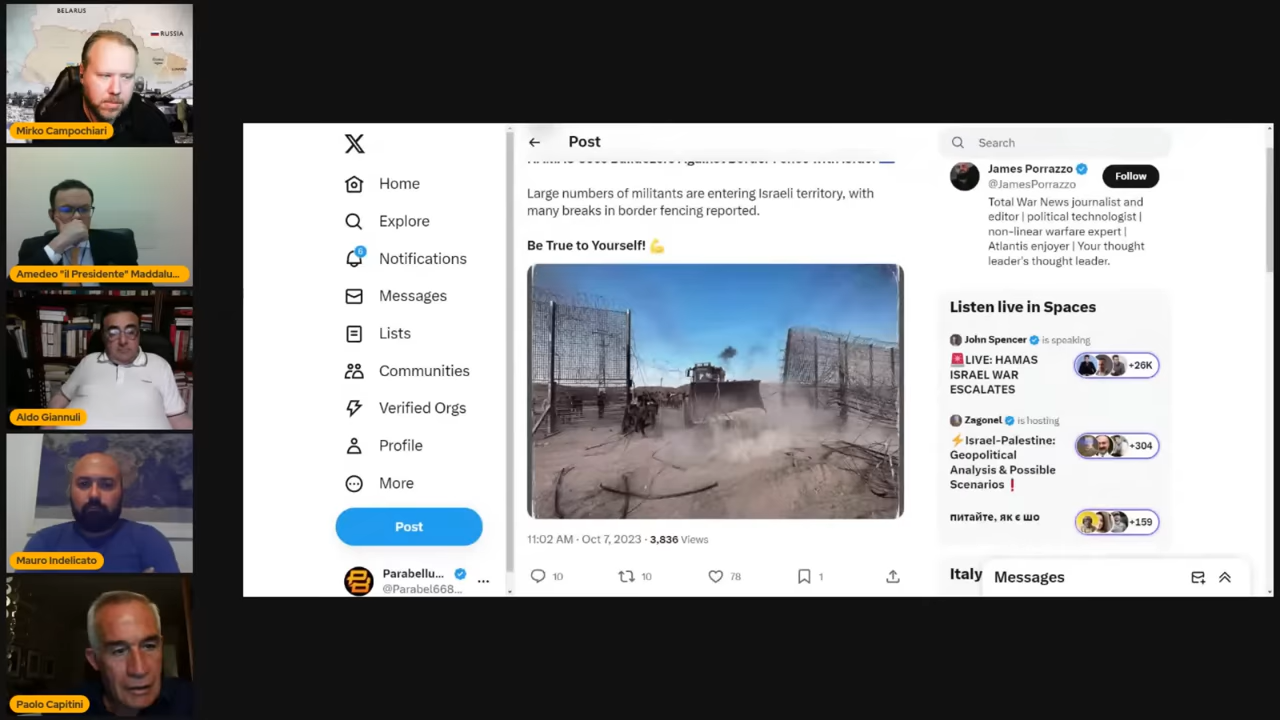 BELARUS
RUSSIA
Mirko Campochiari
Amedeo "il Presidente" Maddalu...
Aldo Giannuli
Mauro Indelicato
Paolo Capitini
X
Home
Explore
6
Notifications
Messages
Lists
Communities
Verified Orgs
Profile
More
Post
Parabellu...
@Parabel668...
Post
Large numbers of militants are entering Israeli territory, with
many breaks in border fencing reported.
Be True to Yourself! 💪
11:02 AM · Oct 7, 2023 · 3,836 Views
10
10
78
1
Search
James Porrazzo
@JamesPorrazzo
Follow
Total War News journalist and
editor | political technologist |
non-linear warfare expert |
Atlantis enjoyer | Your thought
leader's thought leader.
Listen live in Spaces
John Spencer is speaking
🚨LIVE: HAMAS
ISRAEL WAR
ESCALATES
+26K
Zagonel is hosting
⚡Israel-Palestine:
Geopolitical
Analysis & Possible
Scenarios❗
+304
питайте, як є шо
+159
Italy
Messages